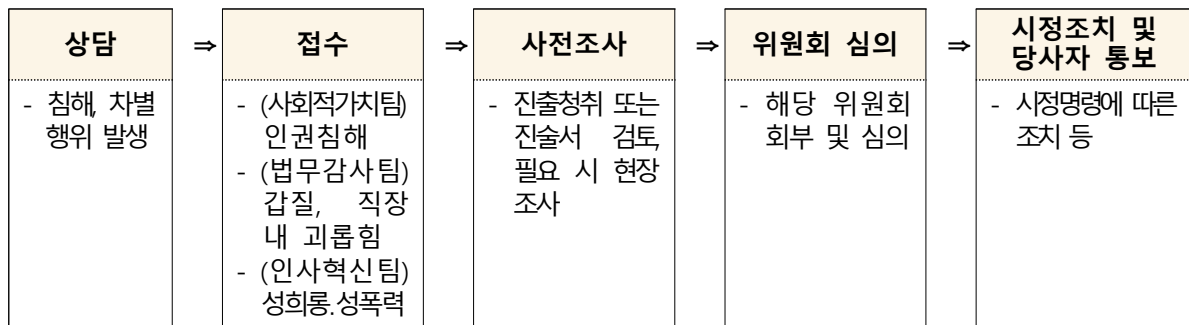 상담
⇒
접수
⇒
사전조사
⇒
위원회 심의
⇒
시정조치 및
당사자 통보
- 침해, 차별
행위 발생
- (사회적가치팀)
인권침해
- (법무감사팀)
갑질, 직장
내 괴롭힘
- (인사혁신팀)
성희롱.성폭력
- 진출청취 또는
진술서 검토,
필요 시 현장
조사
- 해당 위원회
회부 및 심의
- 시정명령에 따른
조치 등